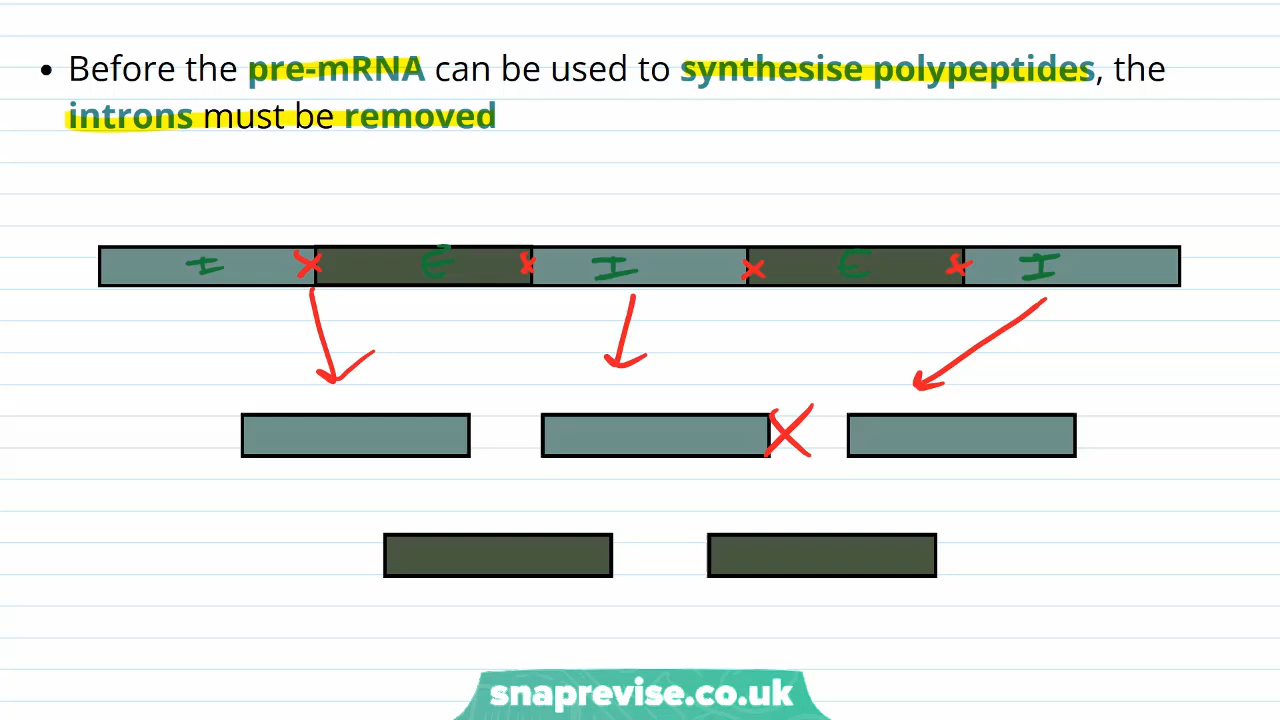 • Before the pre-mRNA can be used to synthesise polypeptides, the
introns must be removed
I E I E I
snaprevise.co.uk